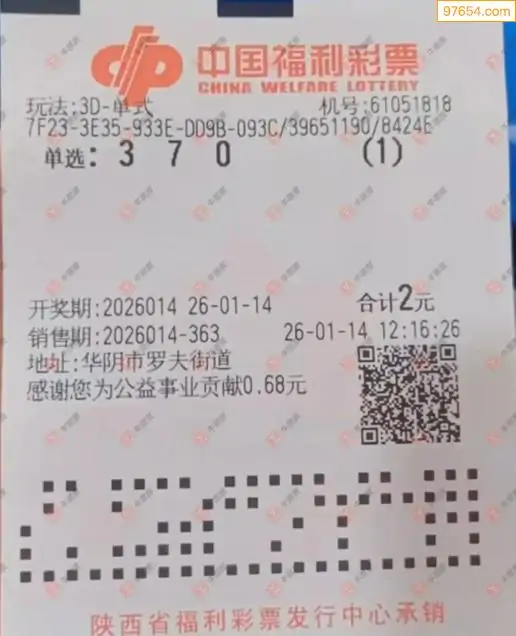 97654.com
中国福利彩票
CHINA WELFARE LOTTERY
玩法:3D-单式 机号:61051818
7F23-3E35-933E-DD9B-093C/39651190/8424E
单选: 3 7 0 (1)
开奖期:2026014 26-01-14 合计2元
销售期:2026014-363 26-01-14 12:16:26
地址:华阴市罗夫街道
感谢您为公益事业贡献0.68元
陕西省福利彩票发行中心承销